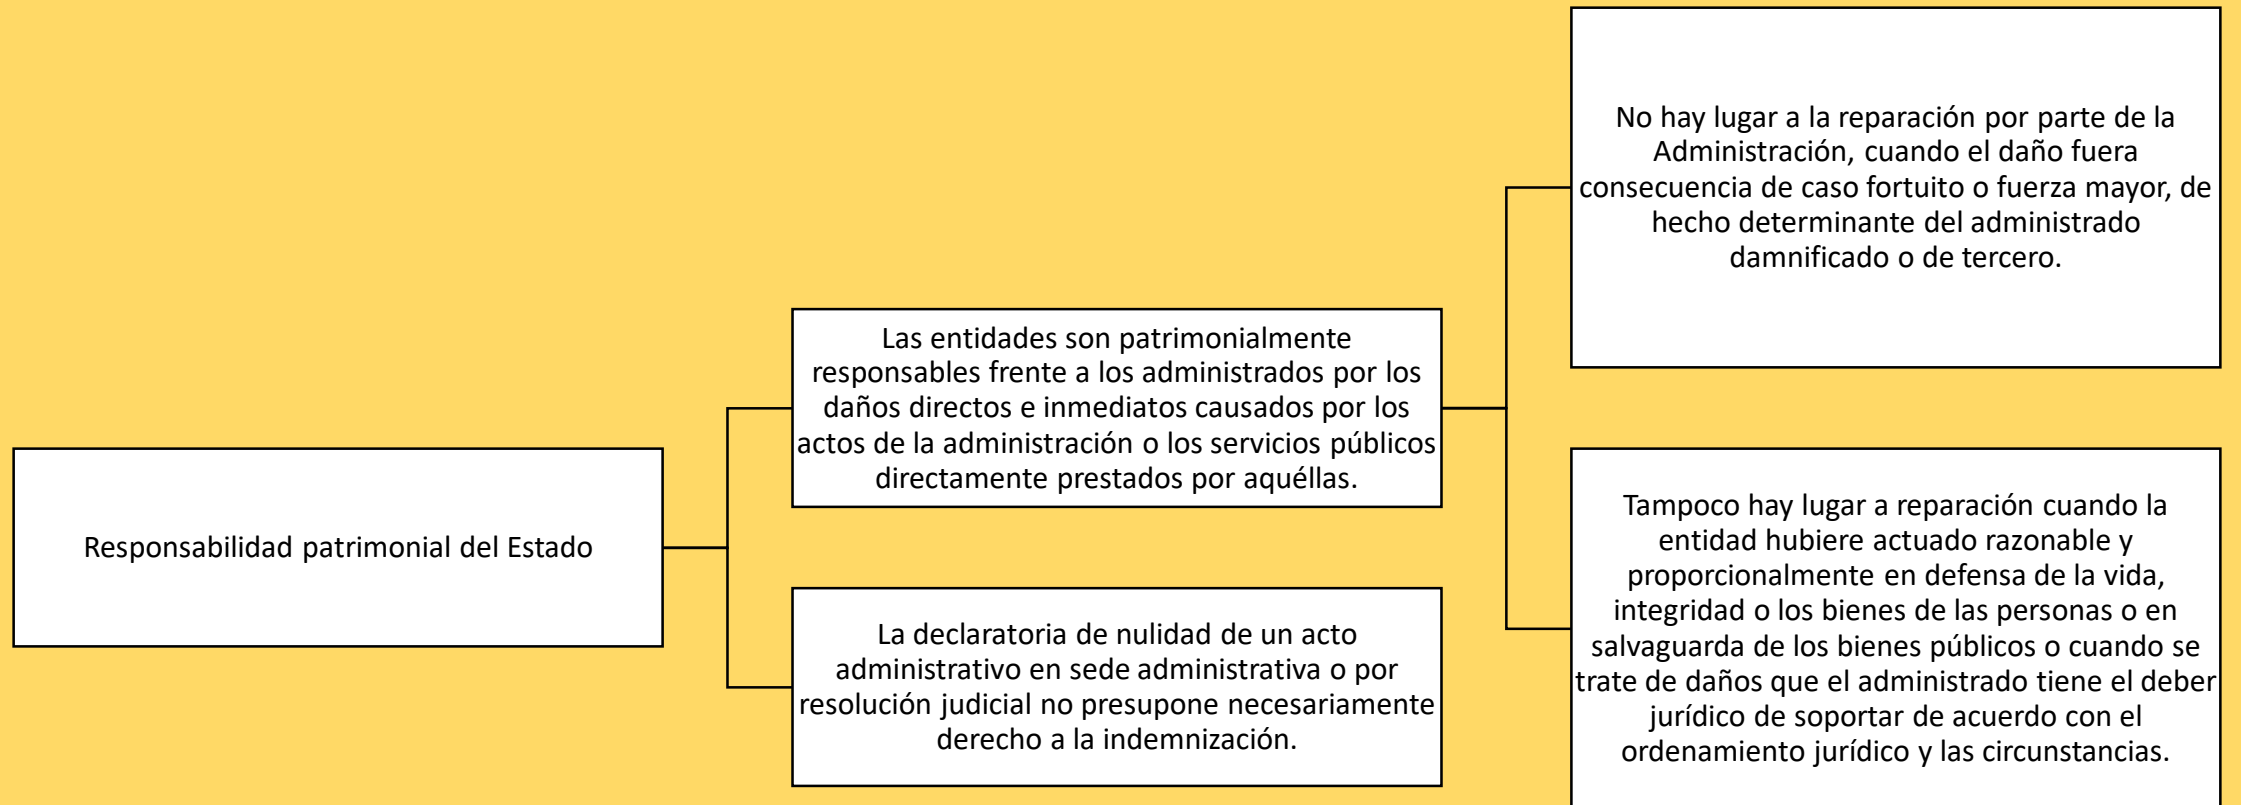 Responsabilidad patrimonial del Estado
Las entidades son patrimonialmente
responsables frente a los administrados por los
daños directos e inmediatos causados por los
actos de la administración o los servicios públicos
directamente prestados por aquéllas.
No hay lugar a la reparación por parte de la
Administración, cuando el daño fuera
consecuencia de caso fortuito o fuerza mayor, de
hecho determinante del administrado
damnificado o de tercero.
Tampoco hay lugar a reparación cuando la
entidad hubiere actuado razonable y
proporcionalmente en defensa de la vida,
integridad o los bienes de las personas o en
salvaguarda de los bienes públicos o cuando se
trate de daños que el administrado tiene el deber
jurídico de soportar de acuerdo con el
ordenamiento jurídico y las circunstancias.
La declaratoria de nulidad de un acto
administrativo en sede administrativa o por
resolución judicial no presupone necesariamente
derecho a la indemnización.